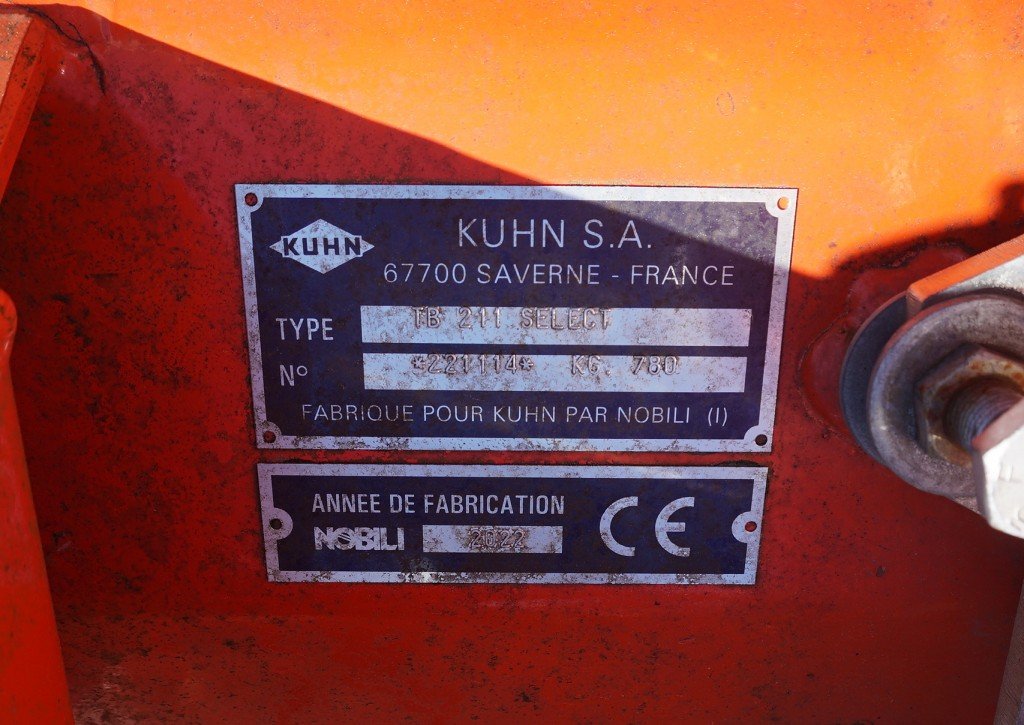 KUHN
KUHN S.A.
67700 SAVERNE - FRANCE
TYPE TB 211 SELECT
N° *221114* KG. 780
FABRIQUE POUR KUHN PAR NOBILI (I)
ANNEE DE FABRICATION
NOBILI 2022
CE